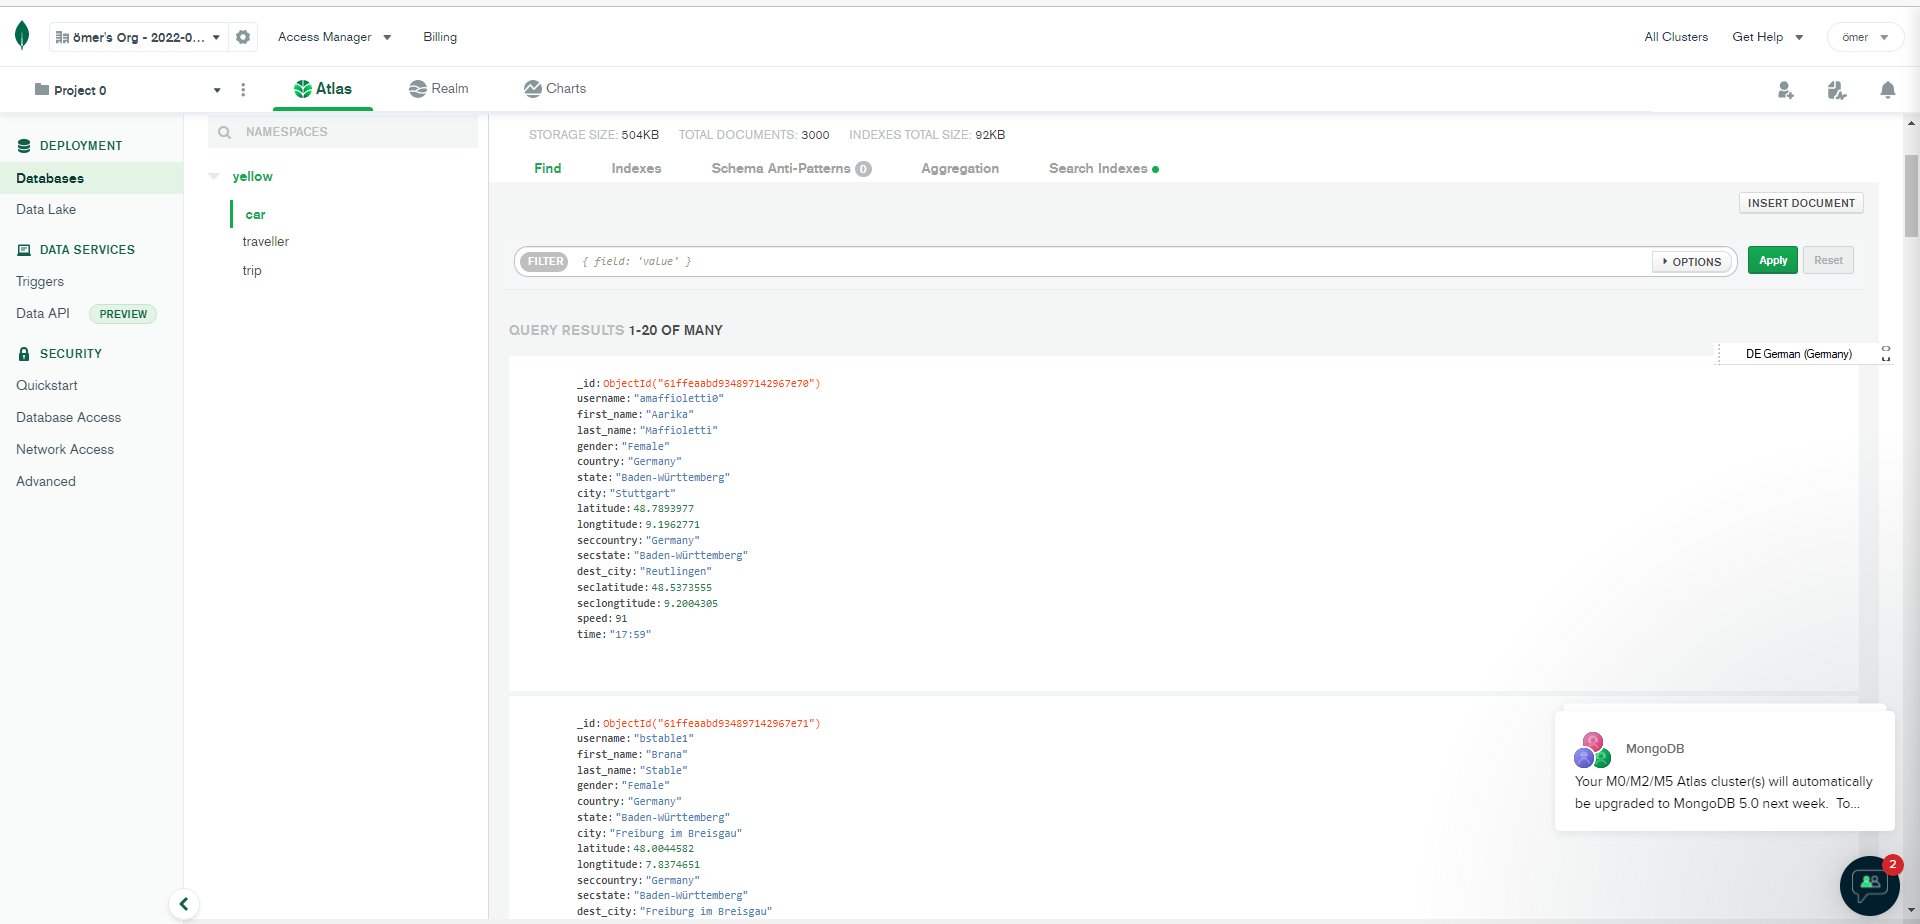 ömer's Org - 2022-0... Access Manager Billing All Clusters Get Help ömer
Project 0 Atlas Realm Charts
DEPLOYMENT
Databases
Data Lake
DATA SERVICES
Triggers
Data API PREVIEW
SECURITY
Quickstart
Database Access
Network Access
Advanced
NAMESPACES
yellow
car
traveller
trip
STORAGE SIZE: 504KB TOTAL DOCUMENTS: 3000 INDEXES TOTAL SIZE: 92KB
Find Indexes Schema Anti-Patterns 0 Aggregation Search Indexes
INSERT DOCUMENT
FILTER { field: 'value' } OPTIONS Apply Reset
QUERY RESULTS 1-20 OF MANY
DE German (Germany)
_id: ObjectId("61ffeaabd934897142967e70")
username: "amaffioletti0"
first_name: "Aarika"
last_name: "Maffioletti"
gender: "Female"
country: "Germany"
state: "Baden-Württemberg"
city: "Stuttgart"
latitude: 48.7893977
longtitude: 9.1962771
seccountry: "Germany"
secstate: "Baden-Württemberg"
dest_city: "Reutlingen"
seclatitude: 48.5373555
seclongtitude: 9.2004305
speed: 91
time: "17:59"
_id: ObjectId("61ffeaabd934897142967e71")
username: "bstable1"
first_name: "Brana"
last_name: "Stable"
gender: "Female"
country: "Germany"
state: "Baden-Württemberg"
city: "Freiburg im Breisgau"
latitude: 48.0044582
longtitude: 7.8374651
seccountry: "Germany"
secstate: "Baden-Württemberg"
dest_city: "Freiburg im Breisgau"
MongoDB
Your M0/M2/M5 Atlas cluster(s) will automatically
be upgraded to MongoDB 5.0 next week. To...
2